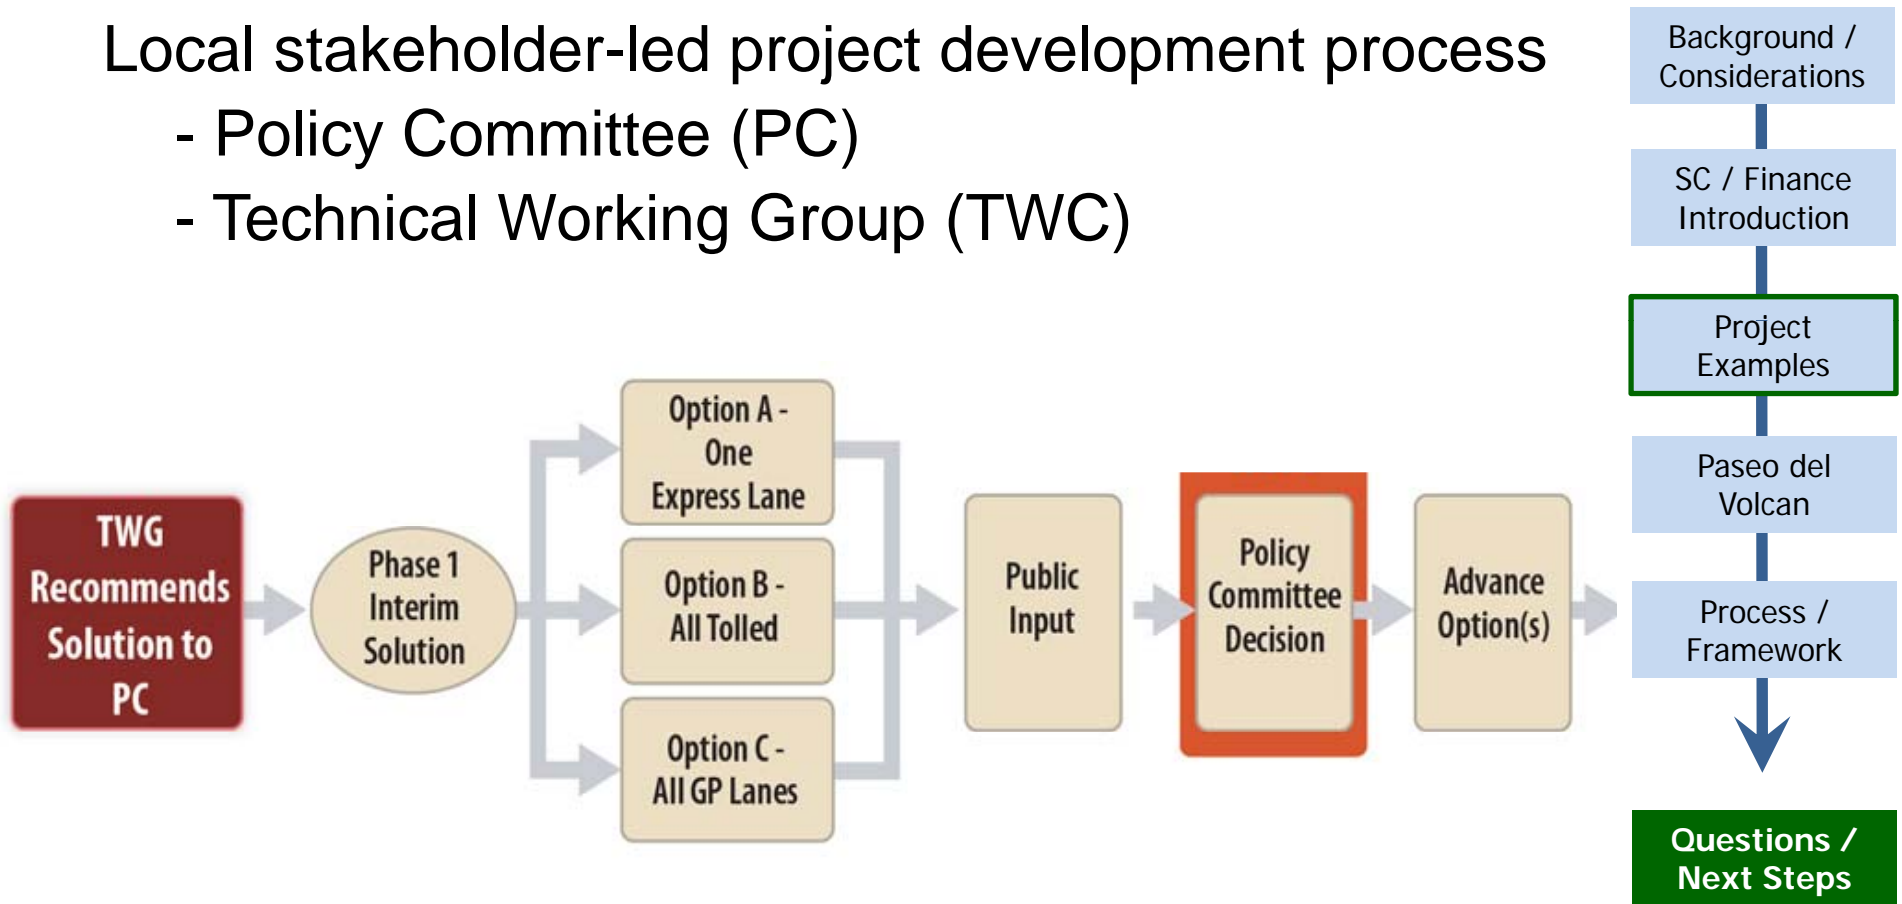 Local stakeholder-led project development process
- Policy Committee (PC)
- Technical Working Group (TWC)
TWG
Recommends
Solution to
PC
Phase 1
Interim
Solution
Option A -
One
Express Lane
Option B -
All Tolled
Option C -
All GP Lanes
Public
Input
Policy
Committee
Decision
Advance
Option(s)
Background /
Considerations
SC / Finance
Introduction
Project
Examples
Paseo del
Volcan
Process /
Framework
Questions /
Next Steps